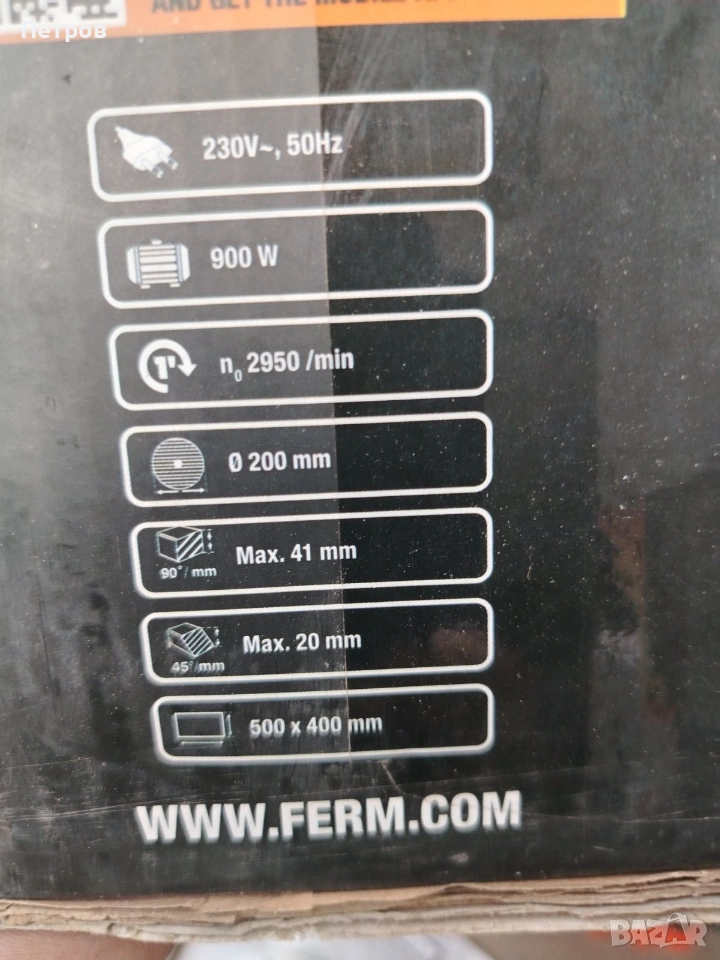 Петров
AND GET THE
230V~, 50Hz
900 W
n0 2950 /min
Ø 200 mm
90°/mm Max. 41 mm
45°/mm Max. 20 mm
500 x 400 mm
WWW.FERM.COM
BAZAR